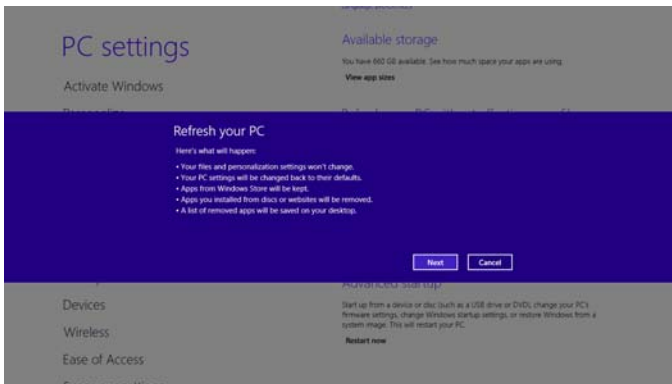 PC settings
Activate Windows
Available storage
You have 660 GB available. See how much space your apps are using.
View app sizes
Refresh your PC
Here's what will happen:
• Your files and personalization settings won't change.
• Your PC settings will be changed back to their defaults.
• Apps from Windows Store will be kept.
• Apps you installed from discs or websites will be removed.
• A list of removed apps will be saved on your desktop.
Next
Cancel
Devices
Wireless
Ease of Access
Advanced startup
Start up from a device or disc (such as a USB drive or DVD), change your PC's
firmware settings, change Windows startup settings, or restore Windows from a
system image. This will restart your PC.
Restart now